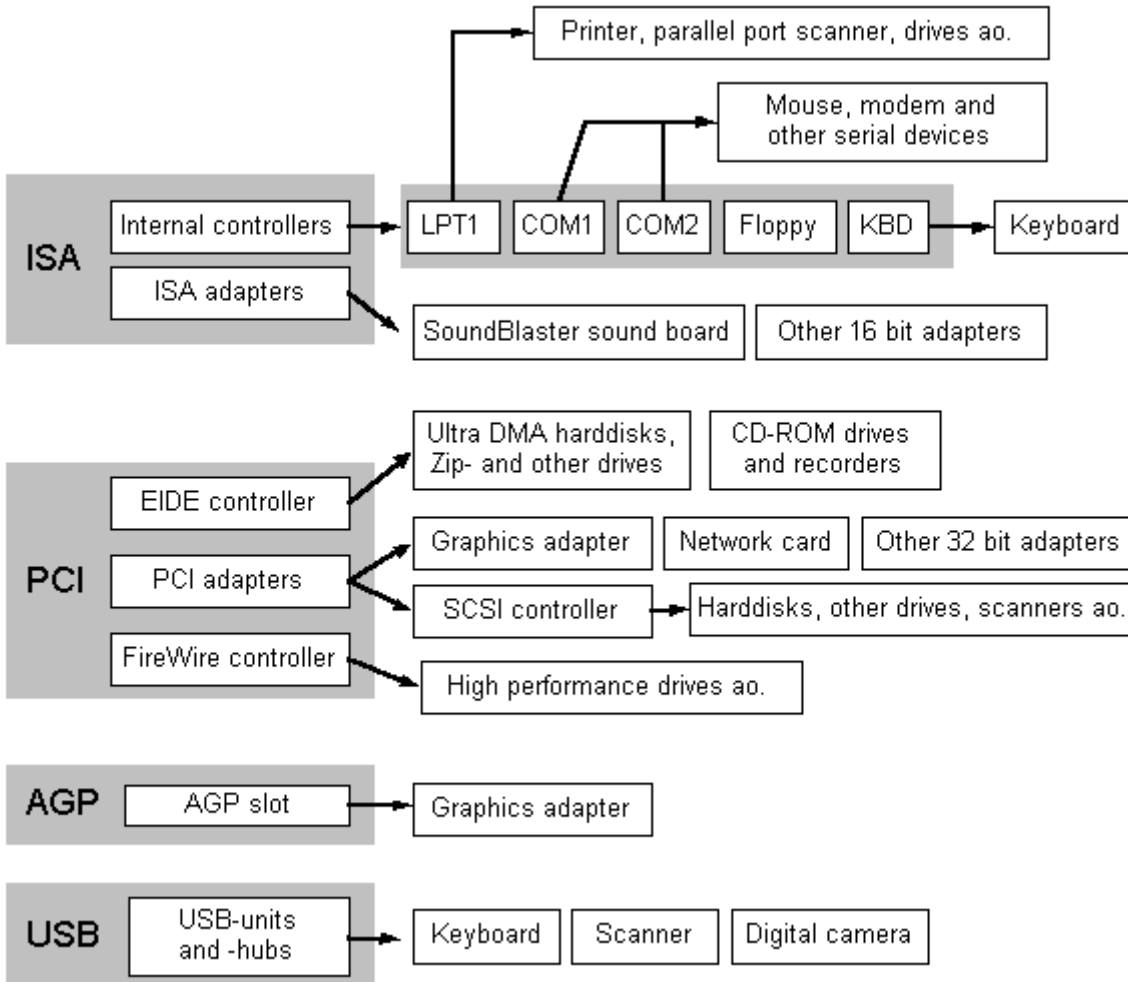 Printer, parallel port scanner, drives ao.
Mouse, modem and
other serial devices
ISA
Internal controllers
LPT1
COM1
COM2
Floppy
KBD
Keyboard
ISA adapters
SoundBlaster sound board
Other 16 bit adapters
PCI
EIDE controller
Ultra DMA harddisks,
Zip- and other drives
CD-ROM drives
and recorders
PCI adapters
Graphics adapter
Network card
Other 32 bit adapters
SCSI controller
Harddisks, other drives, scanners ao.
FireWire controller
High performance drives ao.
AGP
AGP slot
Graphics adapter
USB
USB-units
and -hubs
Keyboard
Scanner
Digital camera